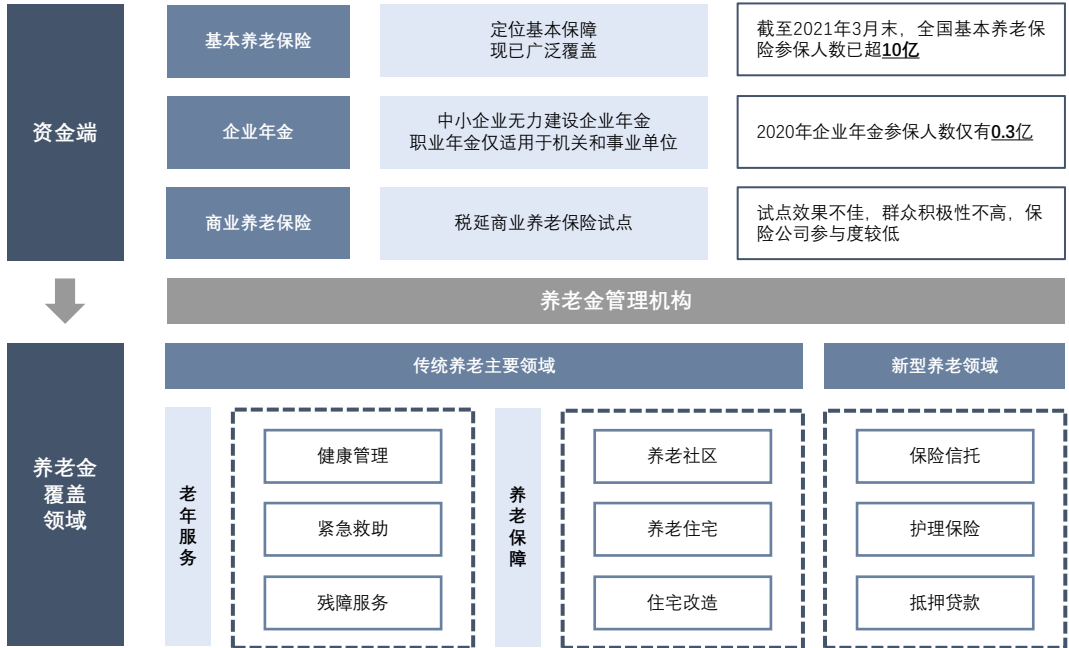 资金端
基本养老保险
定位基本保障
现已广泛覆盖
截至2021年3月末，全国基本养老保
险参保人数已超10亿
企业年金
中小企业无力建设企业年金
职业年金仅适用于机关和事业单位
2020年企业年金参保人数仅有0.3亿
商业养老保险
税延商业养老保险试点
试点效果不佳，群众积极性不高，保
险公司参与度较低
养老金管理机构
养老金
覆盖
领域
传统养老主要领域
新型养老领域
老年服务
健康管理
紧急救助
残障服务
养老保障
养老社区
养老住宅
住宅改造
保险信托
护理保险
抵押贷款